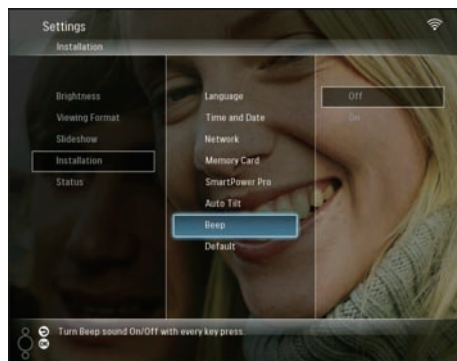 Settings
Installation
Brightness
Viewing Format
Slideshow
Installation
Status
Language
Time and Date
Network
Memory Card
SmartPower Pro
Auto Tilt
Beep
Default
Off
On
Turn Beep sound On/Off with every key press.
OK